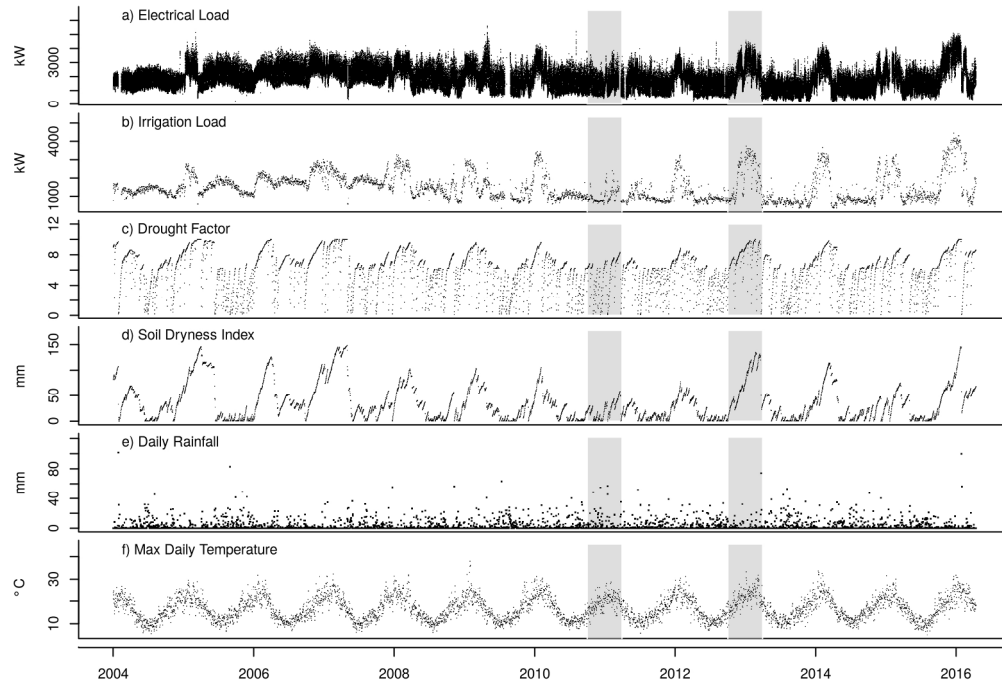 a) Electrical Load
kW
0 3000
b) Irrigation Load
kW
1000 4000
c) Drought Factor
0 4 8 12
d) Soil Dryness Index
mm
0 50 150
e) Daily Rainfall
mm
0 40 80
f) Max Daily Temperature
° C
10 30
2004 2006 2008 2010 2012 2014 2016